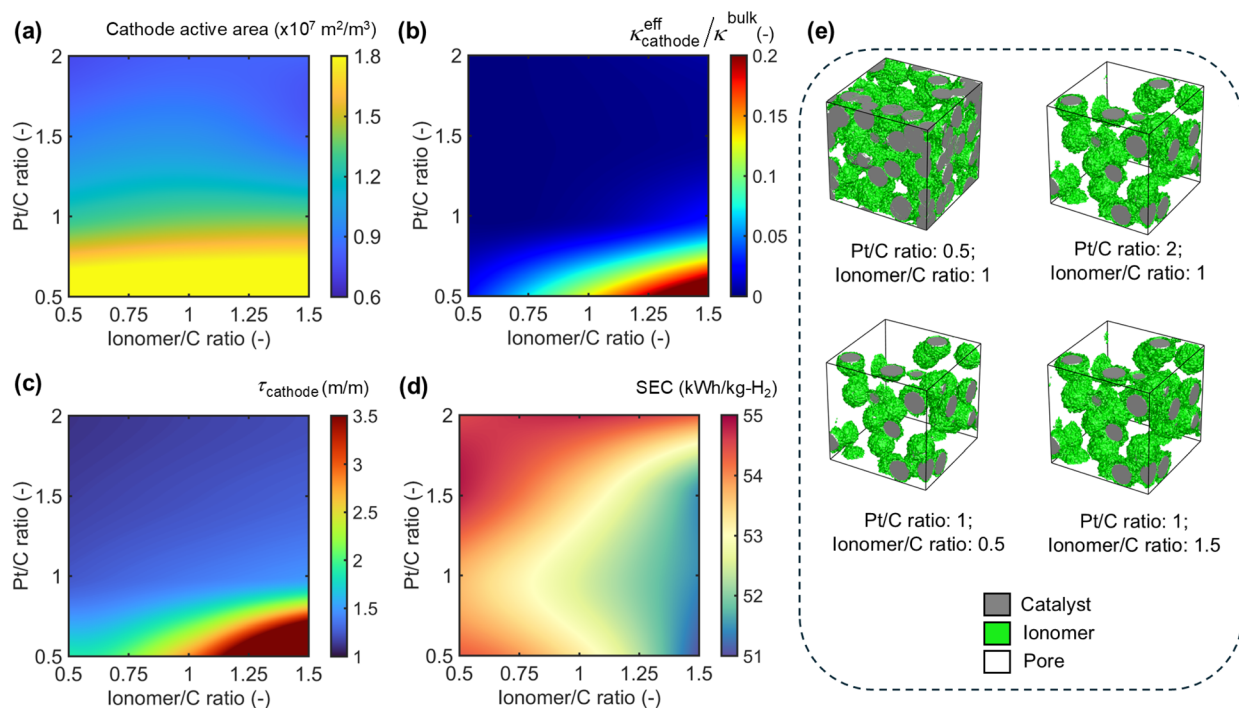 (a)
Cathode active area (x10⁷ m²/m³)
2
1.5
1
0.5
Pt/C ratio (-)
0.5 0.75 1 1.25 1.5
Ionomer/C ratio (-)
1.8
1.5
1.2
0.9
0.6
(b)
κ^eff_cathode/κ^bulk (-)
2
1.5
1
0.5
Pt/C ratio (-)
0.5 0.75 1 1.25 1.5
Ionomer/C ratio (-)
0.2
0.15
0.1
0.05
0
(c)
τcathode (m/m)
2
1.5
1
0.5
Pt/C ratio (-)
0.5 0.75 1 1.25 1.5
Ionomer/C ratio (-)
3.5
3
2.5
2
1.5
1
(d)
SEC (kWh/kg-H₂)
2
1.5
1
0.5
Pt/C ratio (-)
0.5 0.75 1 1.25 1.5
Ionomer/C ratio (-)
55
54
53
52
51
(e)
Pt/C ratio: 0.5;
Ionomer/C ratio: 1
Pt/C ratio: 2;
Ionomer/C ratio: 1
Pt/C ratio: 1;
Ionomer/C ratio: 0.5
Pt/C ratio: 1;
Ionomer/C ratio: 1.5
Catalyst
Ionomer
Pore